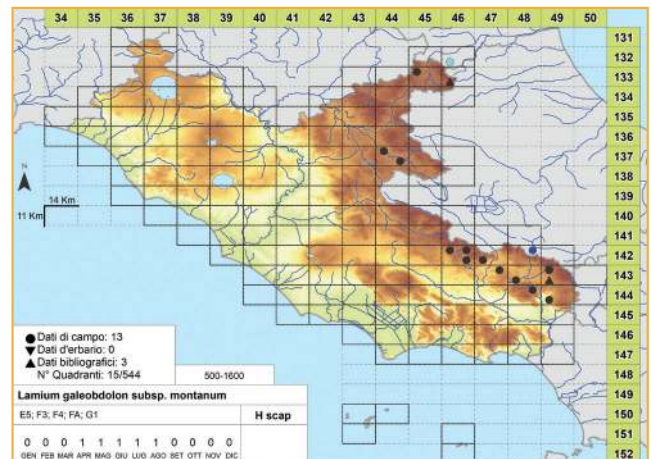 34 35 36 37 38 39 40 41 42 43 44 45 46 47 48 49 50
131
132
133
134
135
136
137
138
139
140
141
142
143
144
145
146
147
148
149
150
151
152
N
14 Km
11 Km
Dati di campo: 13
Dati d'erbario: 0
Dati bibliografici: 3
N° Quadranti: 15/544
500-1600
Lamium galeobdolon subsp. montanum
E5; F3; F4; FA; G1
H scap
0 0 0 1 1 1 1 1 0 0 0 0
GEN FEB MAR APR MAG GIU LUG AGO SET OTT NOV DIC